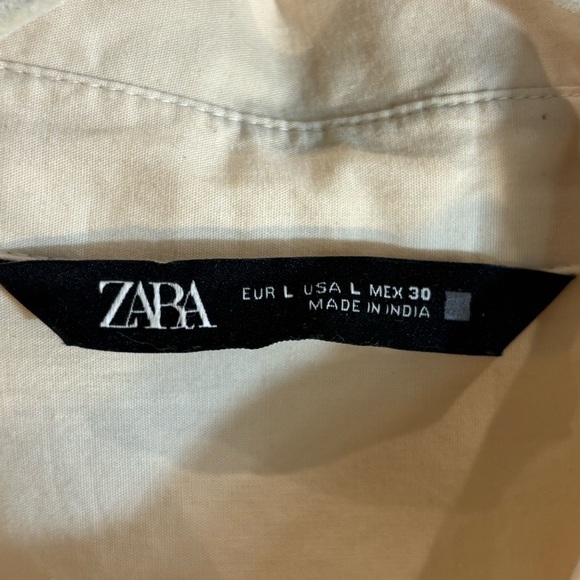 ZARA
EUR L USA L MEX 30
MADE IN INDIA